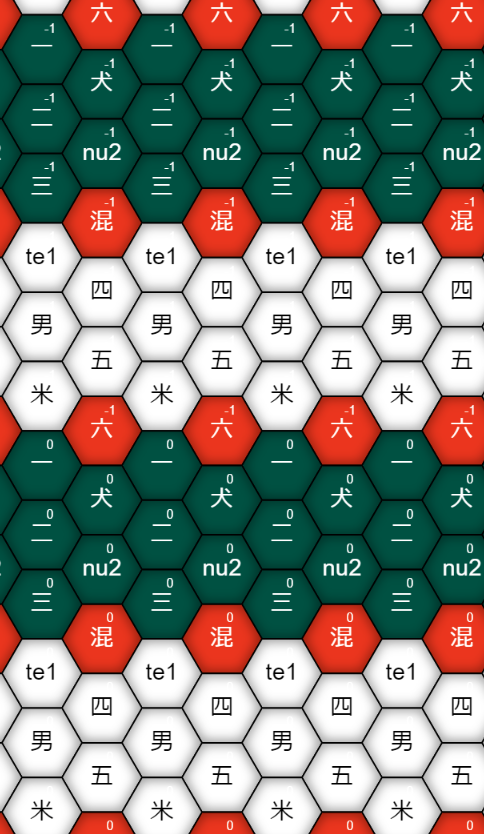 六 六 六 六
-1 -1 -1 -1
一 一 一 一
-1 -1 -1 -1
犬 犬 犬 犬
-1 -1 -1 -1
二 二 二 二
-1 -1 -1 -1
nu2 nu2 nu2 nu2
-1 -1 -1 -1
三 三 三 三
-1 -1 -1 -1
混 混 混 混
te1 te1 te1 te1
四 四 四 四
男 男 男 男
五 五 五 五
米 米 米 米
-1 -1 -1 -1
六 六 六 六
0 0 0 0
一 一 一 一
0 0 0 0
犬 犬 犬 犬
0 0 0 0
二 二 二 二
0 0 0 0
nu2 nu2 nu2 nu2
0 0 0 0
三 三 三 三
0 0 0 0
混 混 混 混
te1 te1 te1 te1
四 四 四 四
男 男 男 男
五 五 五 五
米 米 米 米
0 0 0 0